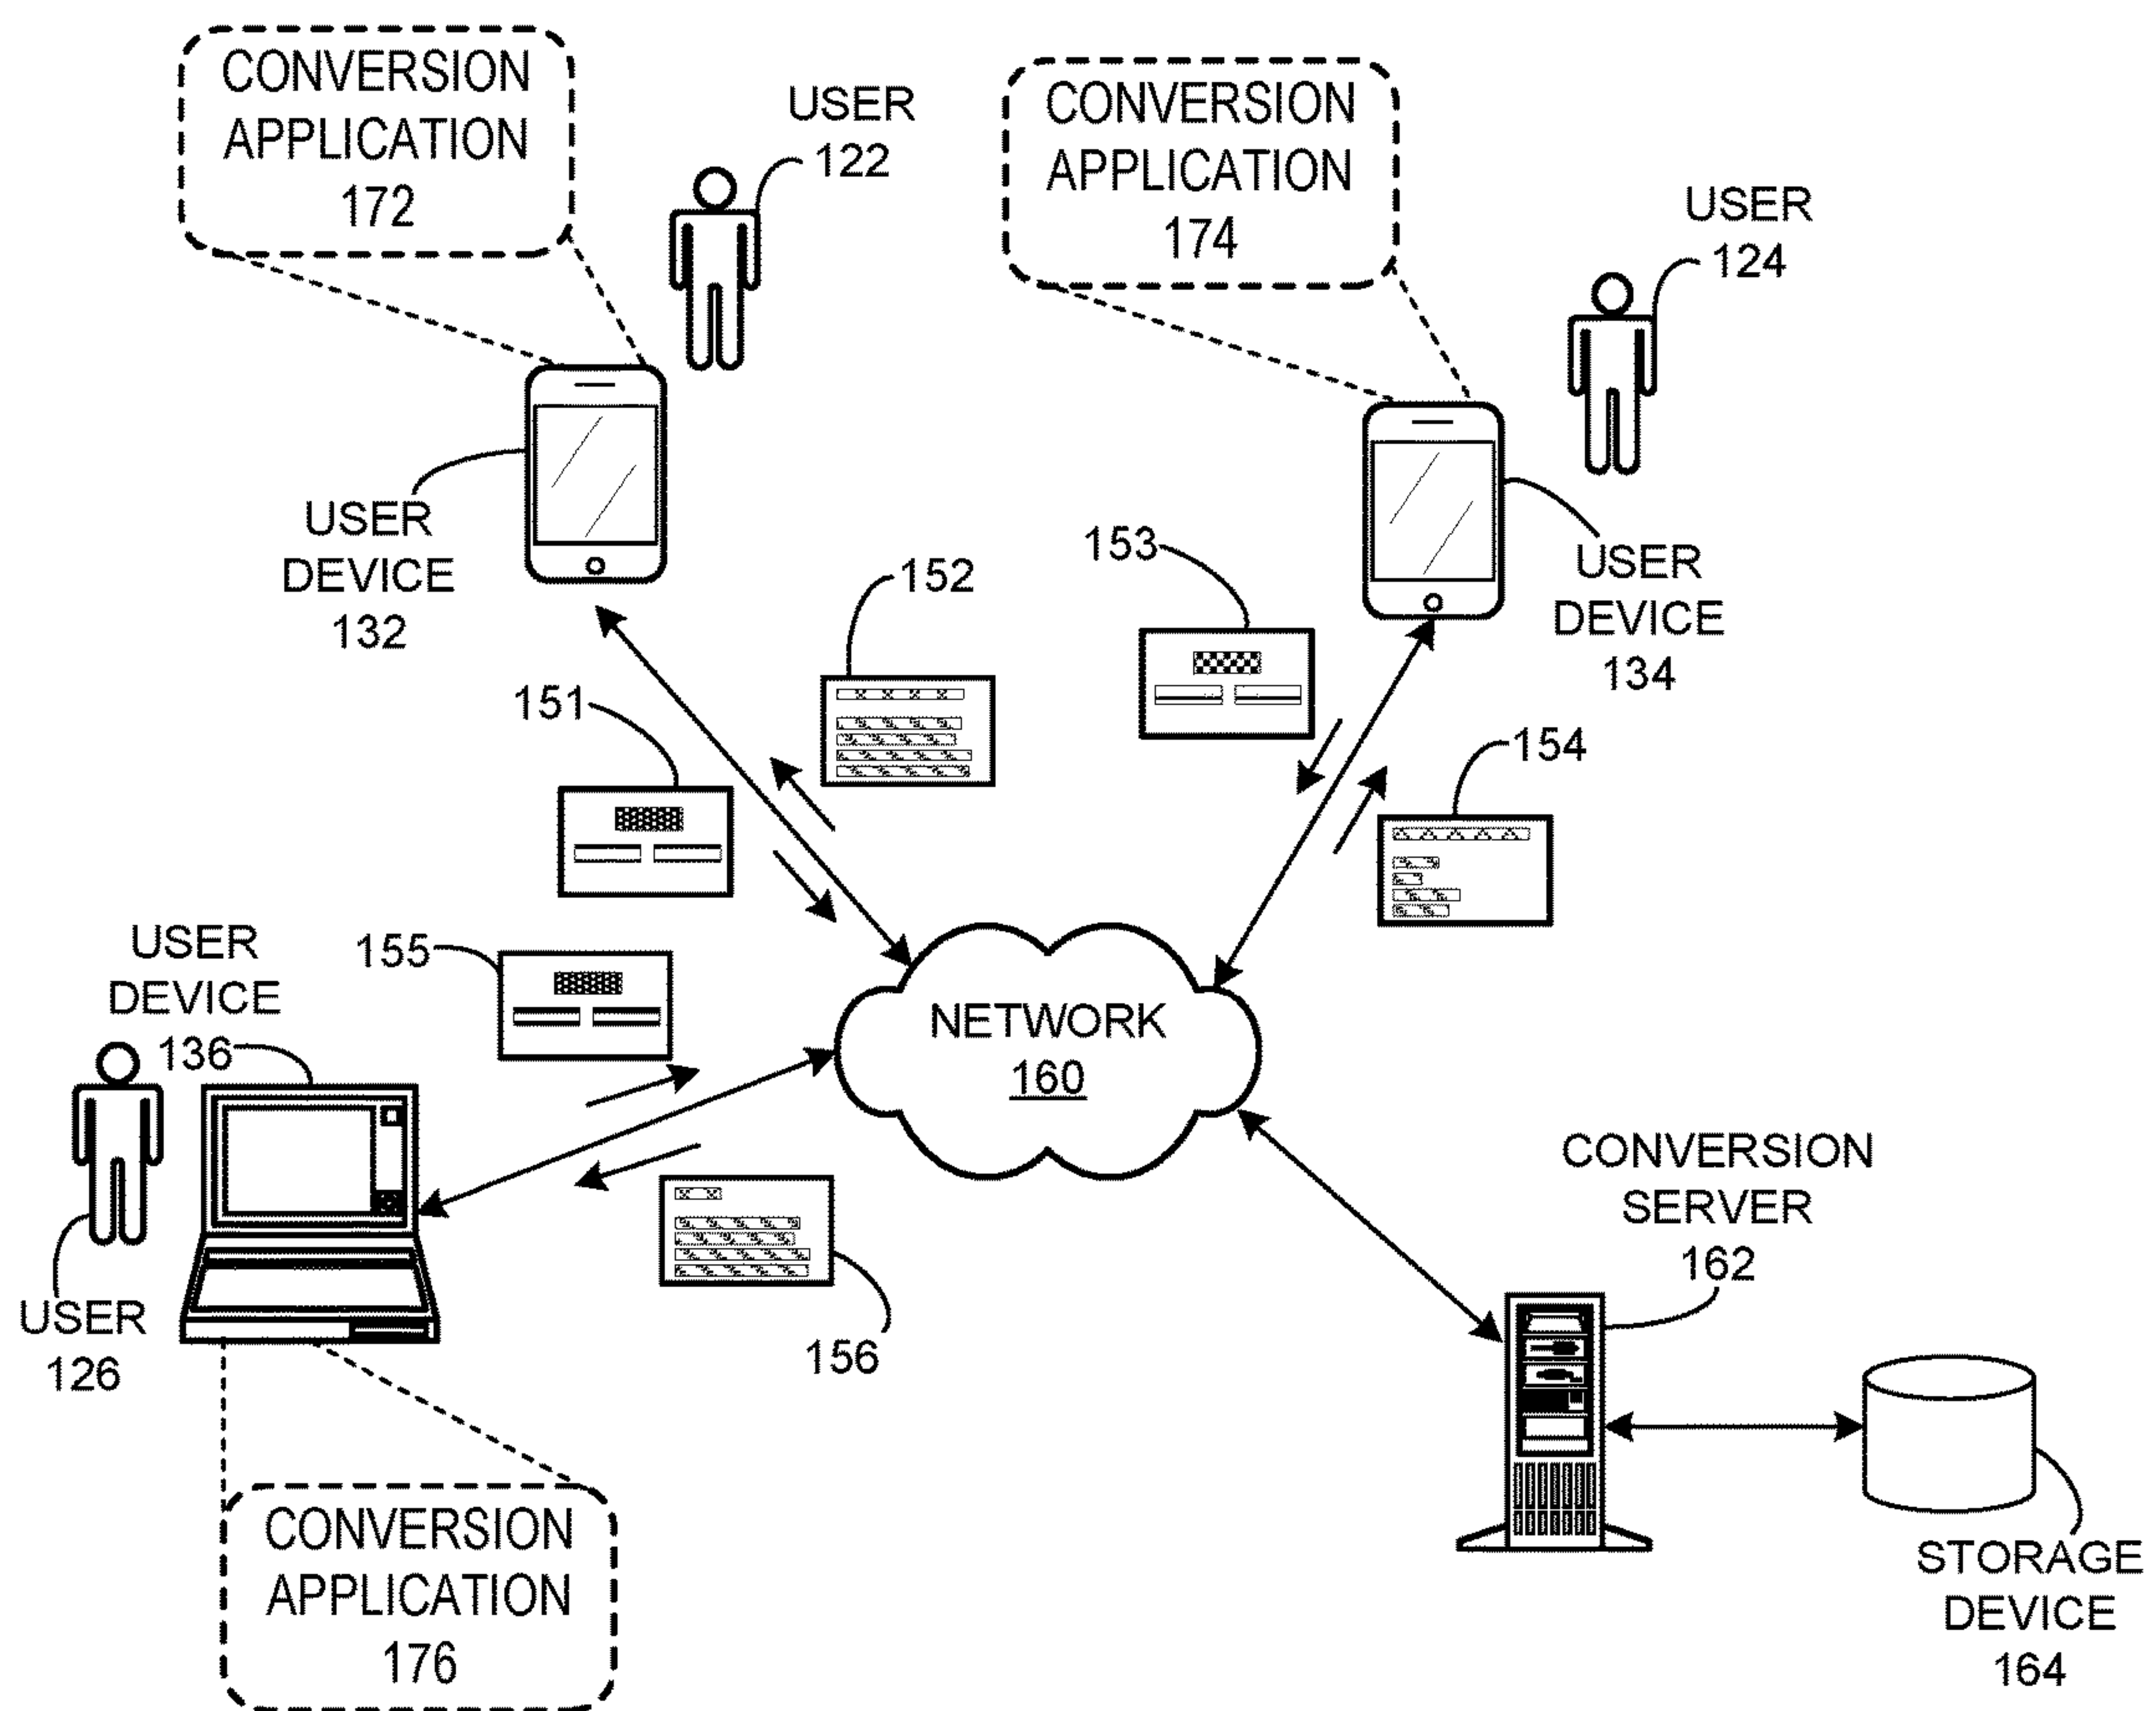 CONVERSION
APPLICATION
172
USER
122
CONVERSION
APPLICATION
174
USER
124
USER
DEVICE
132
152
153
USER
DEVICE
134
151
154
USER
DEVICE
136
155
NETWORK
160
USER
126
156
CONVERSION
SERVER
162
CONVERSION
APPLICATION
176
STORAGE
DEVICE
164